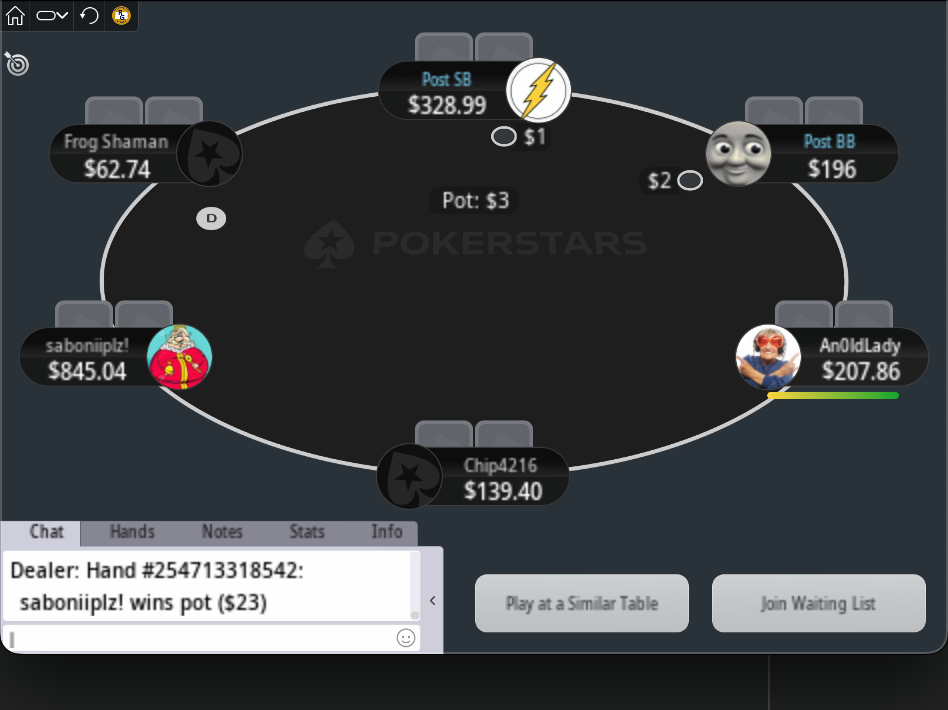 Post SB
$328.99
$1
Frog Shaman
$62.74
Post BB
$196
$2
Pot: $3
D
POKERSTARS
saboniiplz!
$845.04
An0ldLady
$207.86
Chip4216
$139.40
Chat Hands Notes Stats Info
Dealer: Hand #254713318542:
saboniiplz! wins pot ($23)
Play at a Similar Table
Join Waiting List